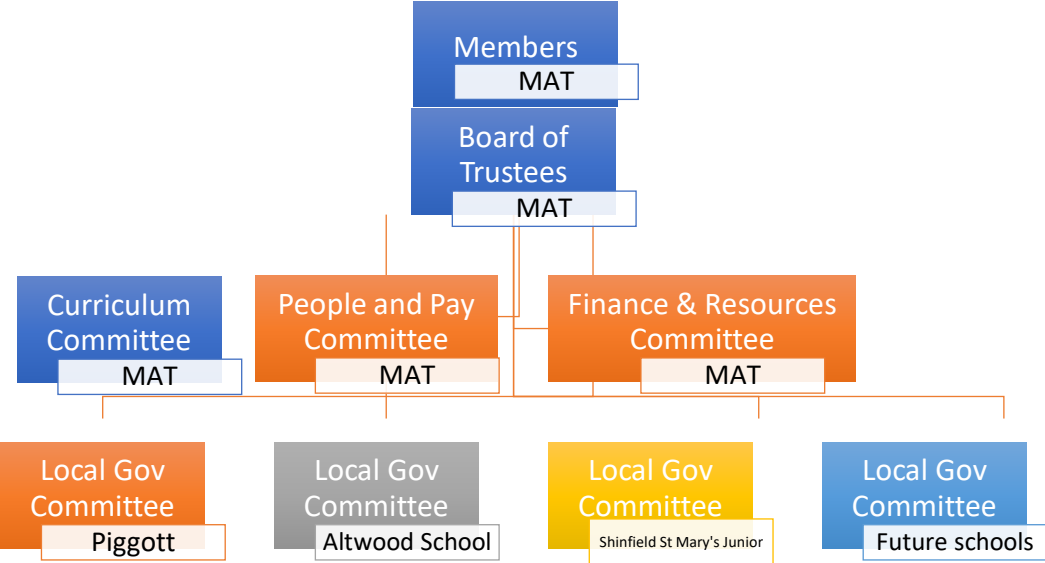 Members
MAT
Board of
Trustees
MAT
Curriculum
Committee
MAT
People and Pay
Committee
MAT
Finance & Resources
Committee
MAT
Local Gov
Committee
Piggott
Local Gov
Committee
Altwood School
Local Gov
Committee
Shinfield St Mary's Junior
Local Gov
Committee
Future schools